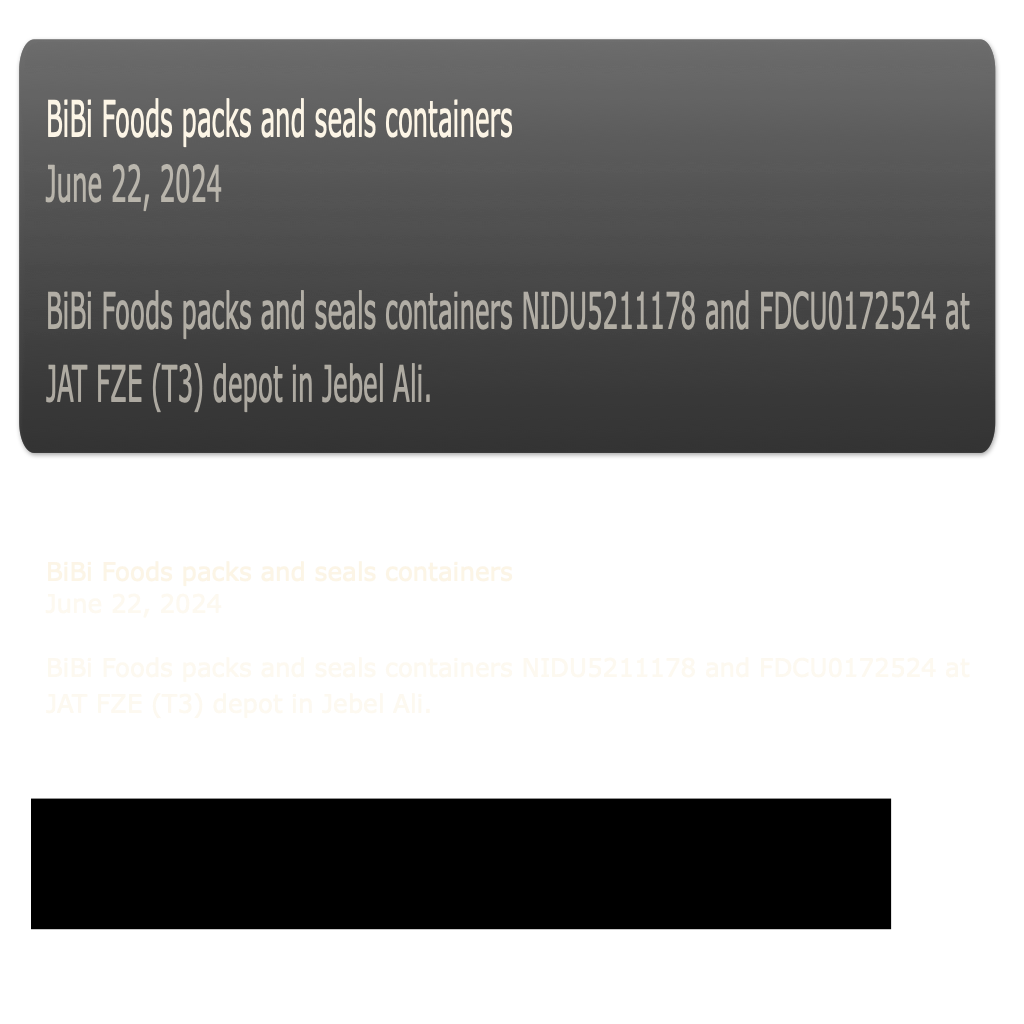 BiBi Foods packs and seals containers
June 22, 2024
BiBi Foods packs and seals containers NIDU5211178 and FDCU0172524 at
JAT FZE (T3) depot in Jebel Ali.
BiBi Foods packs and seals containers
June 22, 2024
BiBi Foods packs and seals containers NIDU5211178 and FDCU0172524 at
JAT FZE (T3) depot in Jebel Ali.